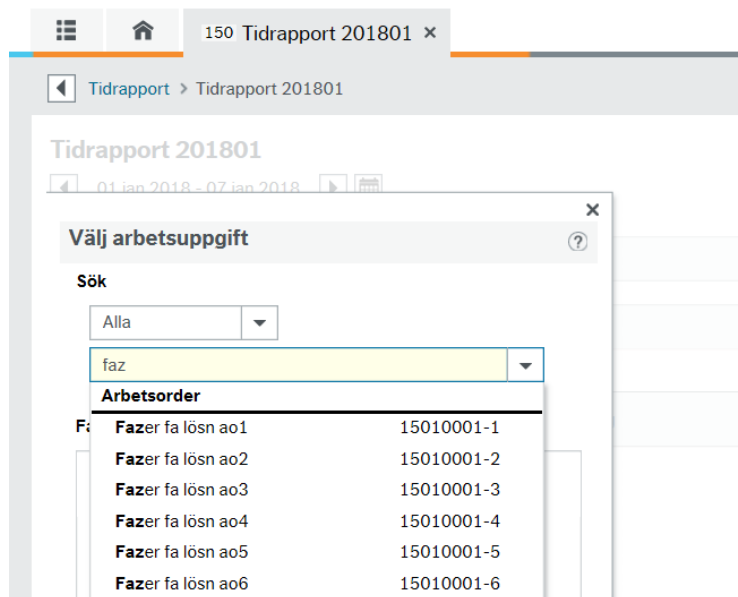 150 Tidrapport 201801 ×
Tidrapport > Tidrapport 201801
Tidrapport 201801
01 jan 2018 - 07 jan 2018
×
Välj arbetsuppgift
?
Sök
Alla
faz
Arbetsorder
Fazer fa lösn ao1 15010001-1
Fazer fa lösn ao2 15010001-2
Fazer fa lösn ao3 15010001-3
Fazer fa lösn ao4 15010001-4
Fazer fa lösn ao5 15010001-5
Fazer fa lösn ao6 15010001-6